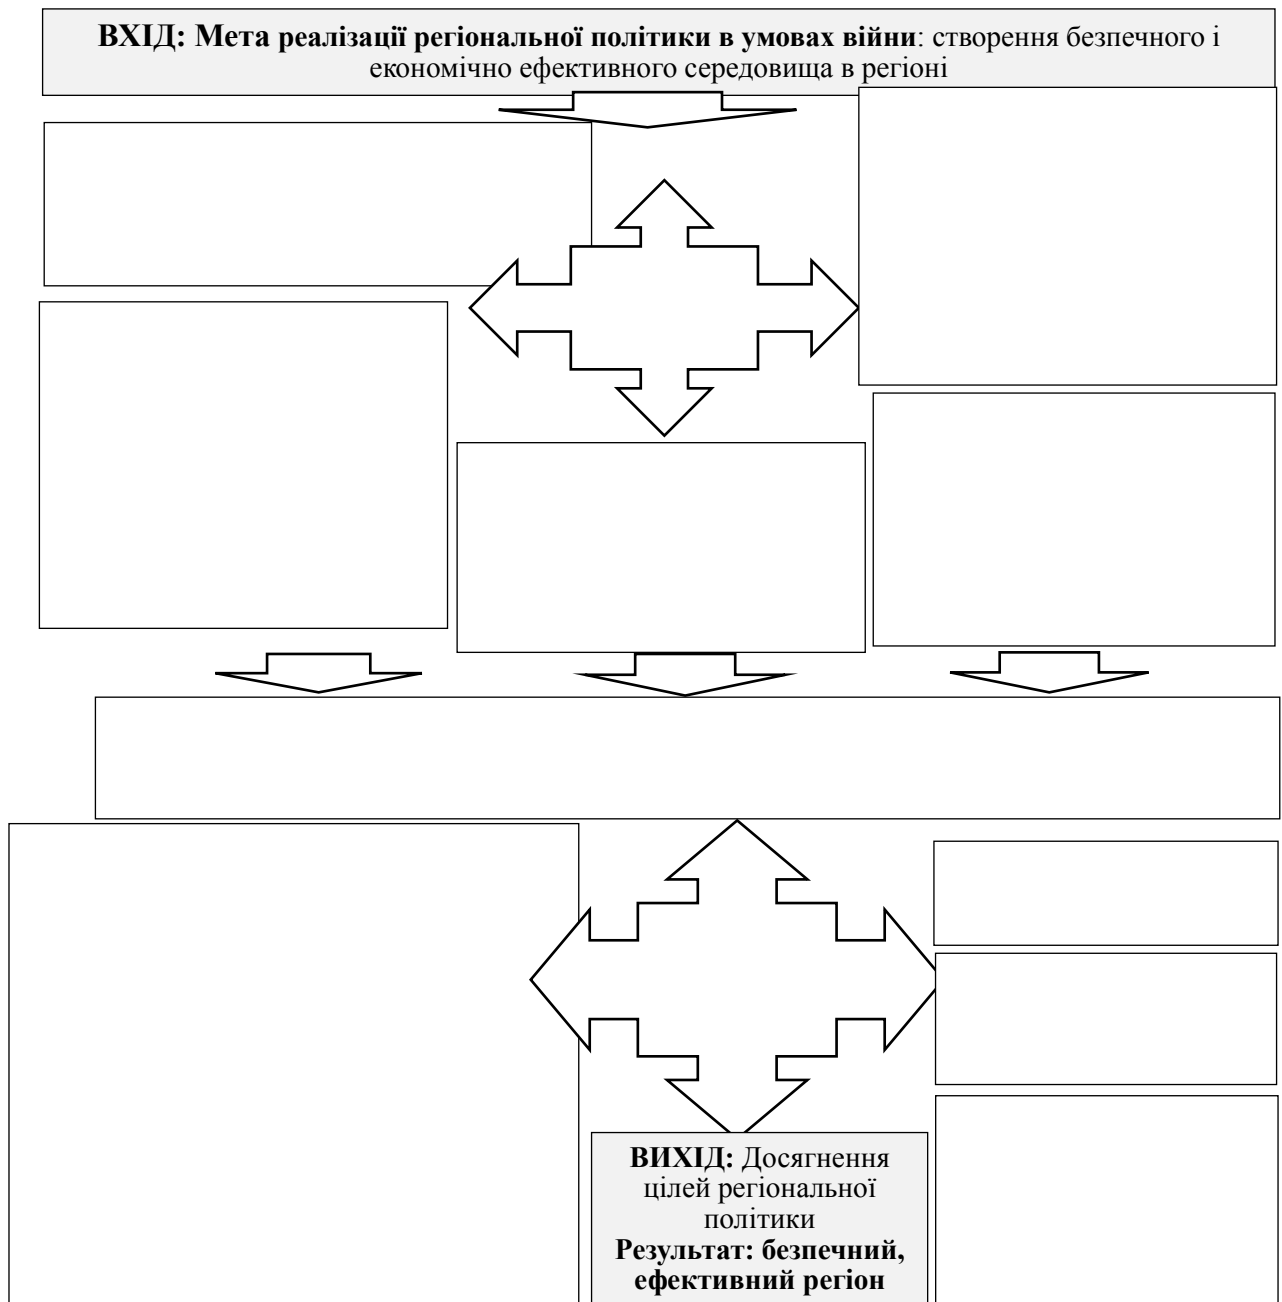 ВХІД: Мета реалізації регіональної політики в умовах війни: створення безпечного і
економічно ефективного середовища в регіоні
ВИХІД: Досягнення
цілей регіональної
політики
Результат: безпечний,
ефективний регіон